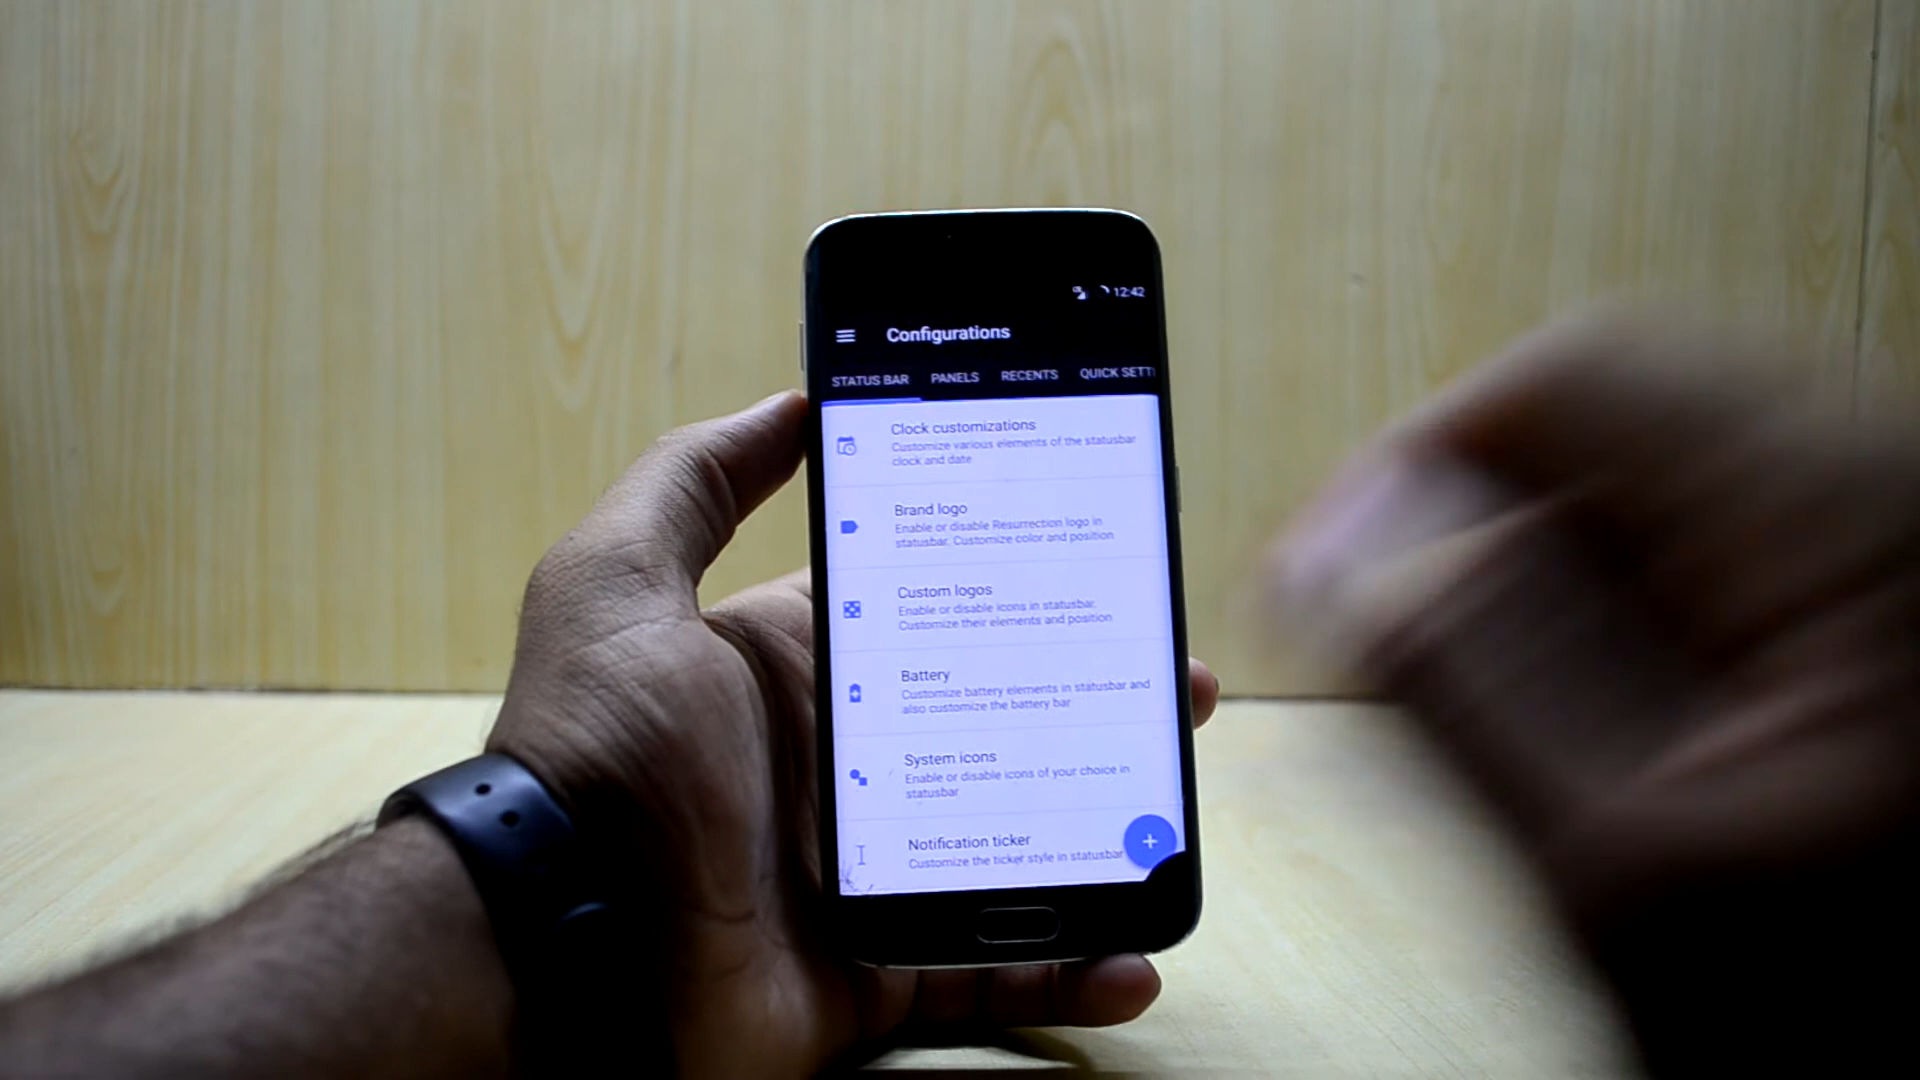 12:42
Configurations
STATUS BAR PANELS RECENTS QUICK SETT
Clock customizations
Customize various elements of the statusbar
clock and date
Brand logo
Enable or disable Resurrection logo in
statusbar. Customize color and position
Custom logos
Enable or disable icons in statusbar.
Customize their elements and position
Battery
Customize battery elements in statusbar and
also customize the battery bar
System icons
Enable or disable icons of your choice in
statusbar
Notification ticker
Customize the ticker style in statusbar